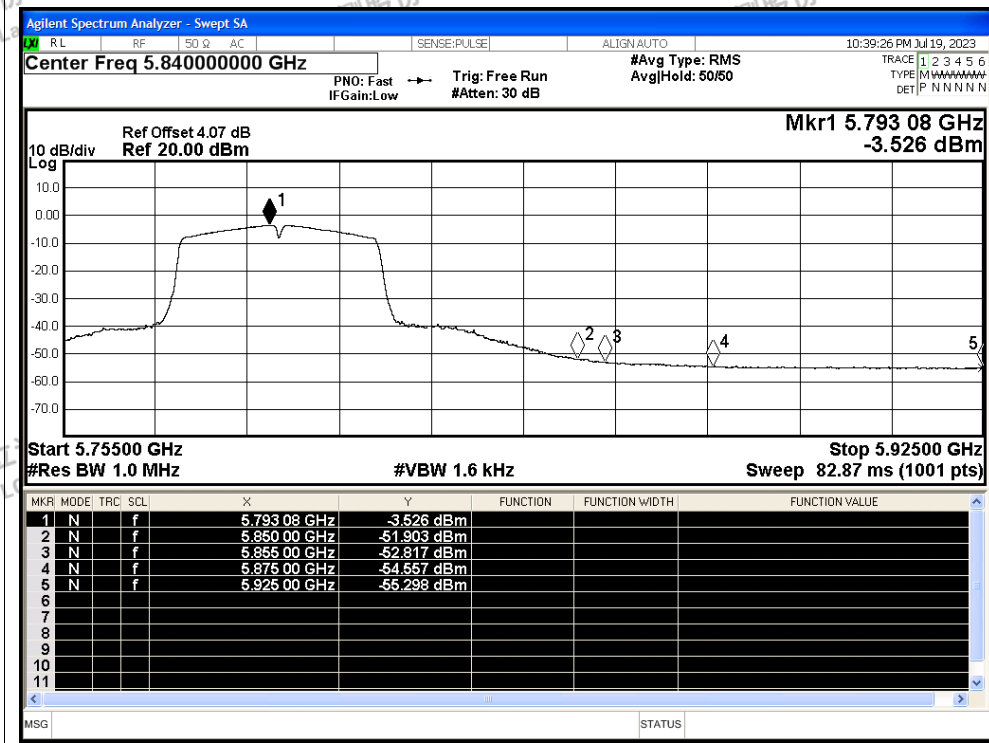 Agilent Spectrum Analyzer - Swept SA
LXI RL RF 50 Ω AC SENSE:PULSE ALIGN AUTO 10:39:26 PM Jul 19, 2023
Center Freq 5.840000000 GHz #Avg Type: RMS TRACE 1 2 3 4 5 6
PNO: Fast Trig: Free Run Avg|Hold: 50/50 TYPE M
IFGain:Low #Atten: 30 dB DET P N N N N N
Mkr1 5.793 08 GHz
-3.526 dBm
Ref Offset 4.07 dB
10 dB/div Ref 20.00 dBm
Log
10.0
0.00
-10.0
-20.0
-30.0
-40.0
-50.0
-60.0
-70.0
1
2
3
4
5
Start 5.75500 GHz Stop 5.92500 GHz
#Res BW 1.0 MHz #VBW 1.6 kHz Sweep 82.87 ms (1001 pts)
MKR MODE TRC SCL X Y FUNCTION FUNCTION WIDTH FUNCTION VALUE
1 N f 5.793 08 GHz -3.526 dBm
2 N f 5.850 00 GHz -51.903 dBm
3 N f 5.855 00 GHz -52.817 dBm
4 N f 5.875 00 GHz -54.557 dBm
5 N f 5.925 00 GHz -55.298 dBm
6
7
8
9
10
11
MSG STATUS